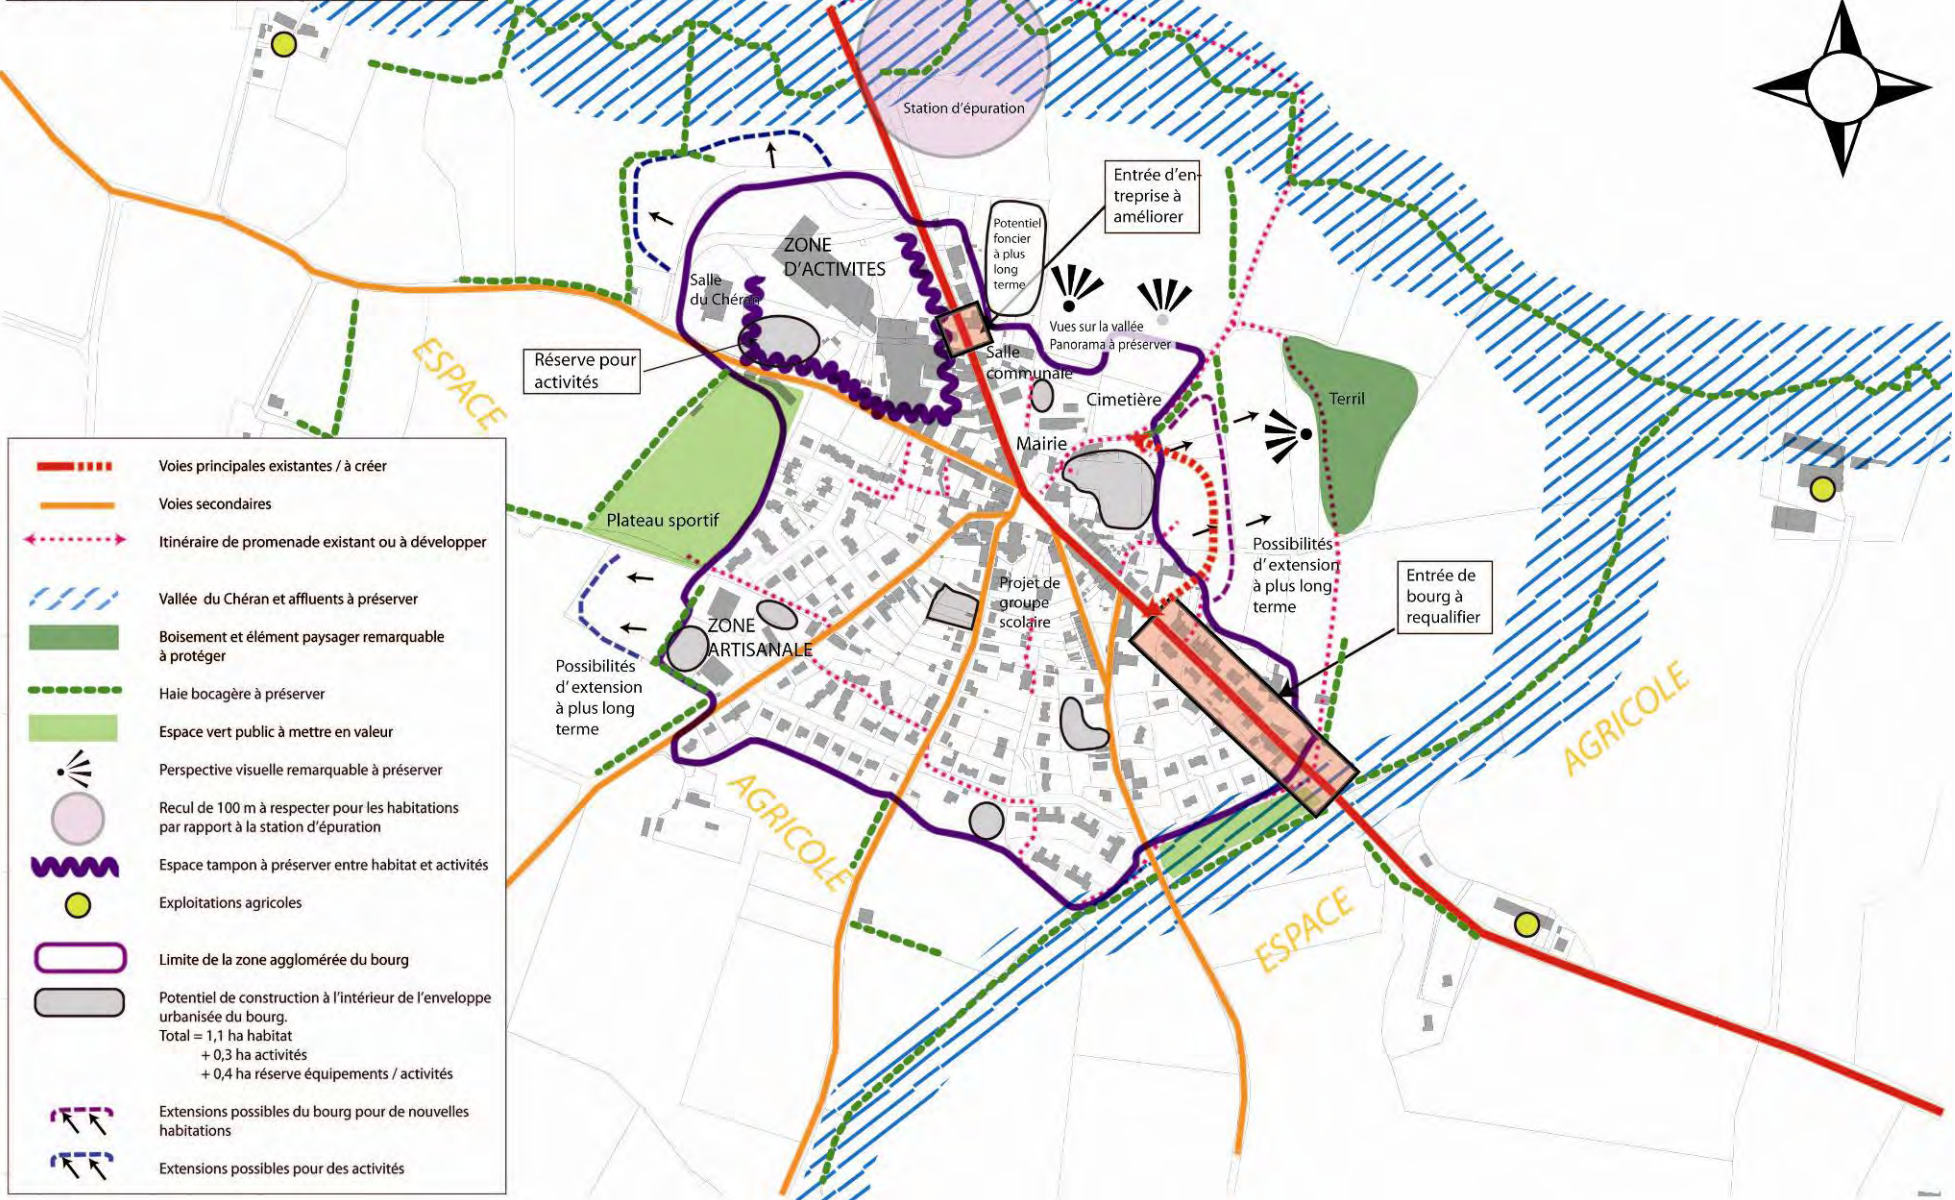 Station d'épuration
Entrée d'en-
treprise à
améliorer
Potentiel
foncier
à plus
long
terme
ZONE
D'ACTIVITES
Salle
du Chéran
Vues sur la vallée
Panorama à préserver
Réserve pour
activités
ESPACE
Salle
communale
Cimetière
Terril
Mairie
Plateau sportif
Possibilités
d'extension
à plus long
terme
Entrée de
bourg à
requalifier
Projet de
groupe
scolaire
ZONE
ARTISANALE
Possibilités
d'extension
à plus long
terme
AGRICOLE
AGRICOLE
ESPACE
Voies principales existantes / à créer
Voies secondaires
Itinéraire de promenade existant ou à développer
Vallée du Chéran et affluents à préserver
Boisement et élément paysager remarquable
à protéger
Haie bocagère à préserver
Espace vert public à mettre en valeur
Perspective visuelle remarquable à préserver
Recul de 100 m à respecter pour les habitations
par rapport à la station d'épuration
Espace tampon à préserver entre habitat et activités
Exploitations agricoles
Limite de la zone agglomérée du bourg
Potentiel de construction à l'intérieur de l'enveloppe
urbanisée du bourg.
Total = 1,1 ha habitat
+ 0,3 ha activités
+ 0,4 ha réserve équipements / activités
Extensions possibles du bourg pour de nouvelles
habitations
Extensions possibles pour des activités